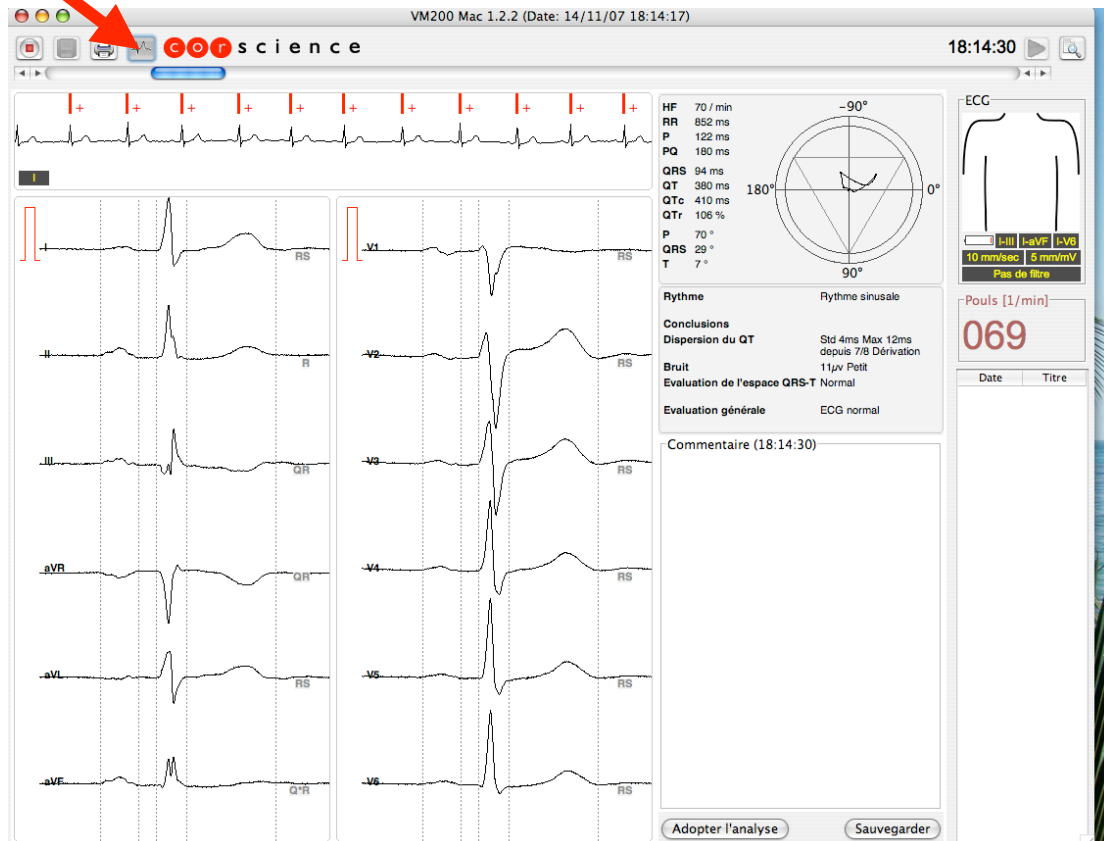 VM200 Mac 1.2.2 (Date: 14/11/07 18:14:17)
corscience
18:14:30
+ + + + + + + + + + +
I
I
RS
II
R
III
QR
aVR
QR
aVL
RS
aVF
Q*R
V1
RS
V2
RS
V3
RS
V4
RS
V5
RS
V6
RS
HF 70 / min
RR 852 ms
P 122 ms
PQ 180 ms
QRS 94 ms
QT 380 ms
QTc 410 ms
QTr 106 %
P 70 °
QRS 29 °
T 7 °
-90°
180°
0°
90°
Rythme Rythme sinusale
Conclusions
Dispersion du QT Std 4ms Max 12ms
depuis 7/8 Dérivation
Bruit 11µv Petit
Evaluation de l'espace QRS-T Normal
Evaluation générale ECG normal
Commentaire (18:14:30)
Adopter l'analyse Sauvegarder
ECG
I-III I-aVF I-V6
10 mm/sec 5 mm/mV
Pas de filtre
Pouls [1/min]
069
Date Titre